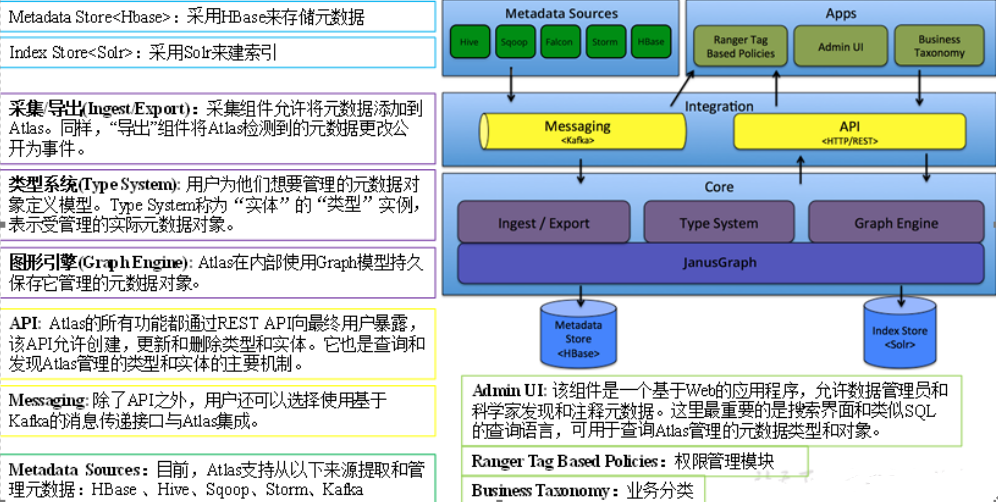 Metadata Store<Hbase>：采用HBase来存储元数据
Index Store<Solr>：采用Solr来建索引
采集/导出(Ingest/Export)：采集组件允许将元数据添加到
Atlas。同样，“导出”组件将Atlas检测到的元数据更改公
开为事件。
类型系统(Type System): 用户为他们想要管理的元数据对
象定义模型。Type System称为“实体”的“类型”实例，
表示受管理的实际元数据对象。
图形引擎(Graph Engine): Atlas在内部使用Graph模型持久
保存它管理的元数据对象。
API: Atlas的所有功能都通过REST API向最终用户暴露，
该API允许创建，更新和删除类型和实体。它也是查询和
发现Atlas管理的类型和实体的主要机制。
Messaging: 除了API之外，用户还可以选择使用基于
Kafka的消息传递接口与Atlas集成。
Metadata Sources：目前，Atlas支持从以下来源提取和管
理元数据：HBase 、Hive、Sqoop、Storm、Kafka
Metadata Sources
Hive
Sqoop
Falcon
Storm
HBase
Apps
Ranger Tag
Based Policies
Admin UI
Business
Taxonomy
Integration
Messaging
<Kafka>
API
<HTTP/REST>
Core
Ingest / Export
Type System
Graph Engine
JanusGraph
Metadata
Store
<HBase>
Index Store
<Solr>
Admin UI: 该组件是一个基于Web的应用程序，允许数据管理员和
科学家发现和注释元数据。这里最重要的是搜索界面和类似SQL
的查询语言，可用于查询Atlas管理的元数据类型和对象。
Ranger Tag Based Policies：权限管理模块
Business Taxonomy：业务分类